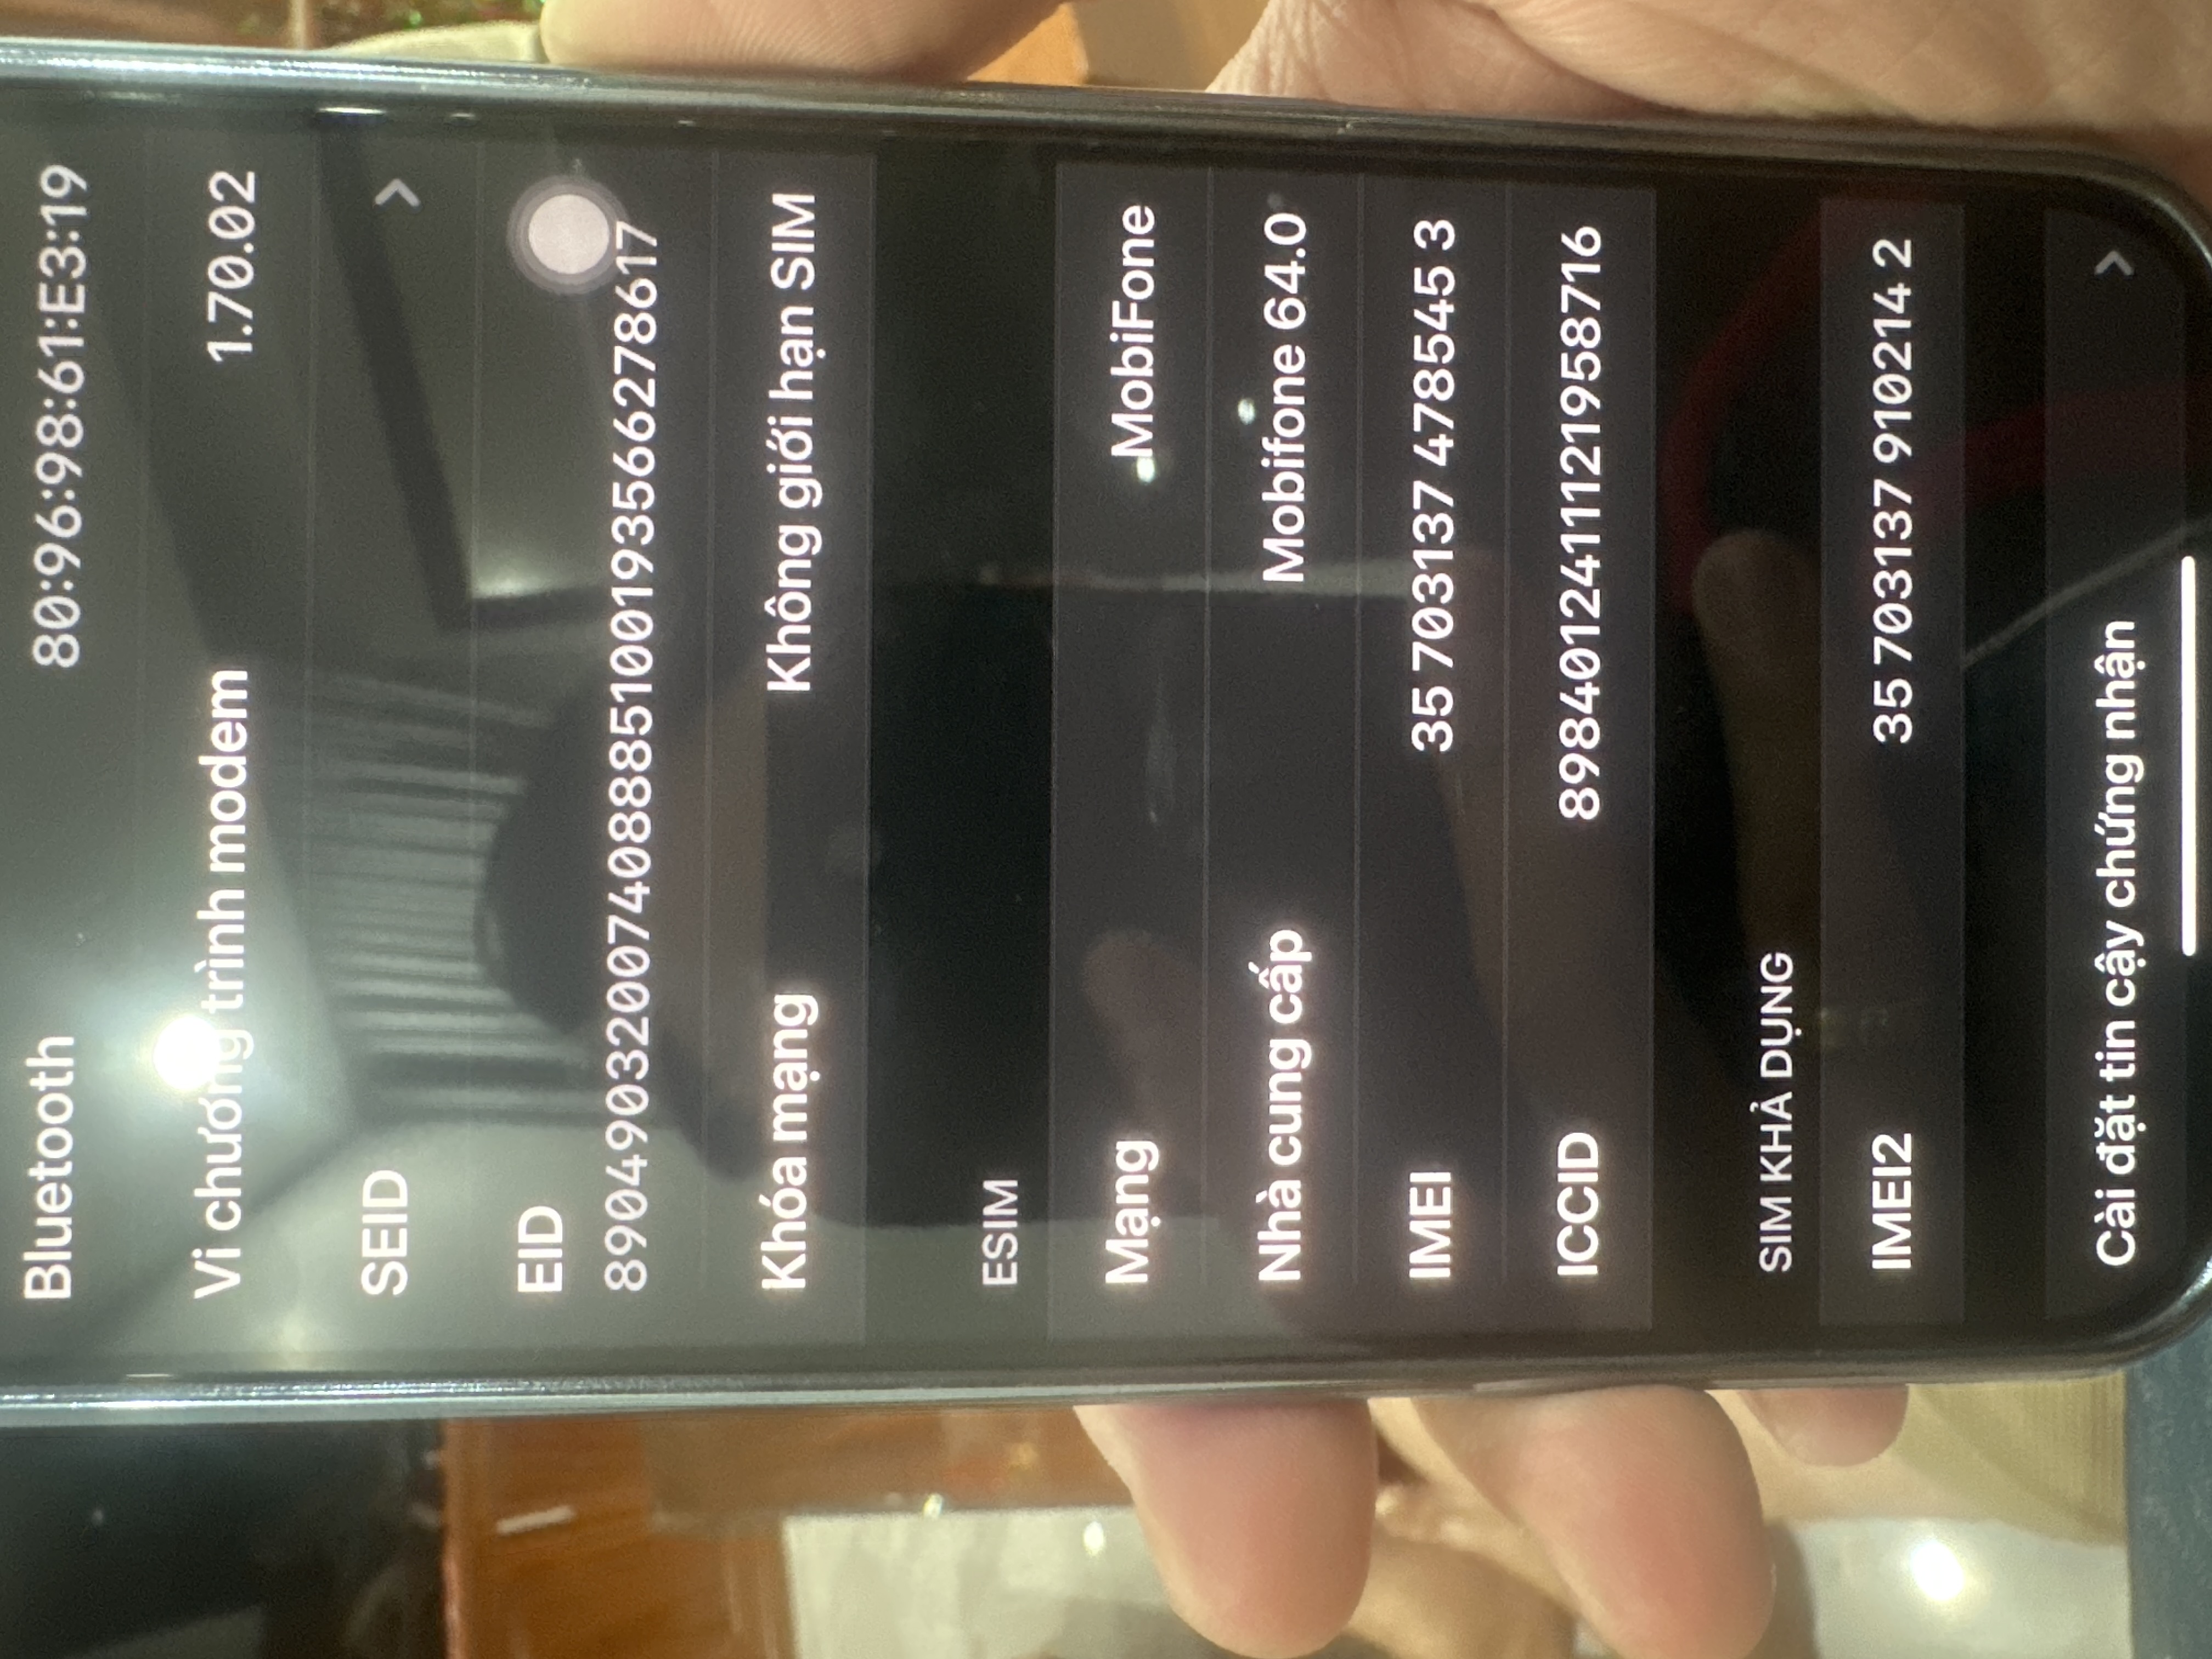 Bluetooth 80:96:98:61:E3:19
Vi chương trình modem 1.70.02
SEID
EID
89049032007408885100193566278617
Khóa mạng Không giới hạn SIM
ESIM
Mạng MobiFone
Nhà cung cấp Mobifone 64.0
IMEI 35 703137 478545 3
ICCID 8984012411121958716
SIM KHẢ DỤNG
IMEI2 35 703137 910214 2
Cài đặt tin cậy chứng nhận